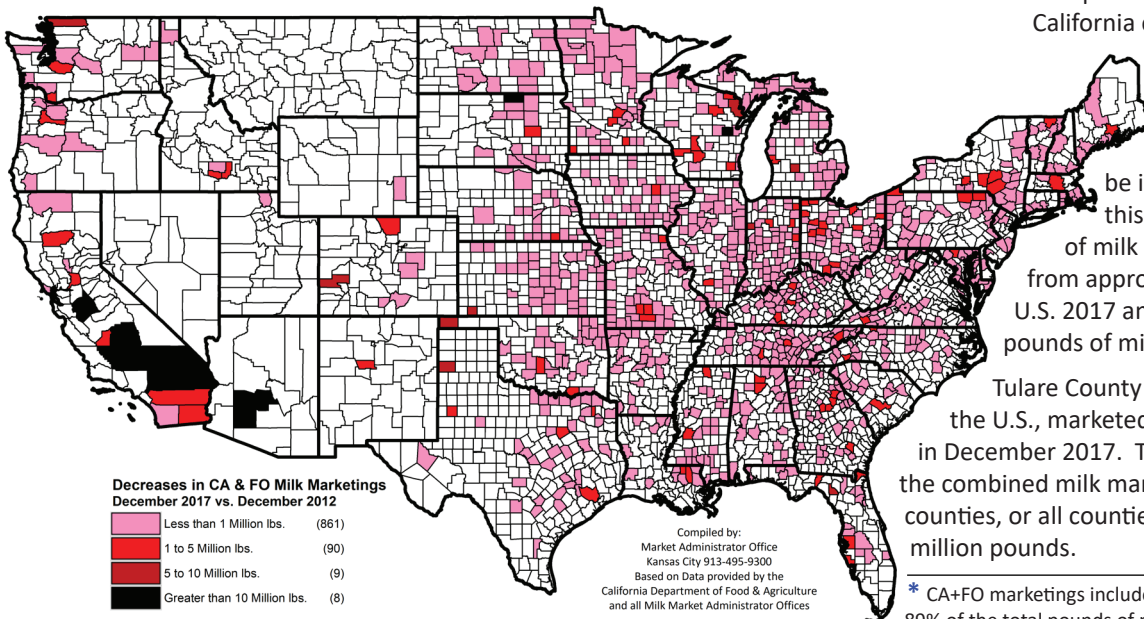 California
be i
this
of milk
from appro
U.S. 2017 an
pounds of mi
Tulare County
the U.S., marketed
in December 2017. T
the combined milk mar
counties, or all countie
million pounds.
* CA+FO marketings include
Decreases in CA & FO Milk Marketings
December 2017 vs. December 2012
Less than 1 Million lbs. (861)
1 to 5 Million lbs. (90)
5 to 10 Million lbs. (9)
Greater than 10 Million lbs. (8)
Compiled by:
Market Administrator Office
Kansas City 913-495-9300
Based on Data provided by the
California Department of Food & Agriculture
and all Milk Market Administrator Offices